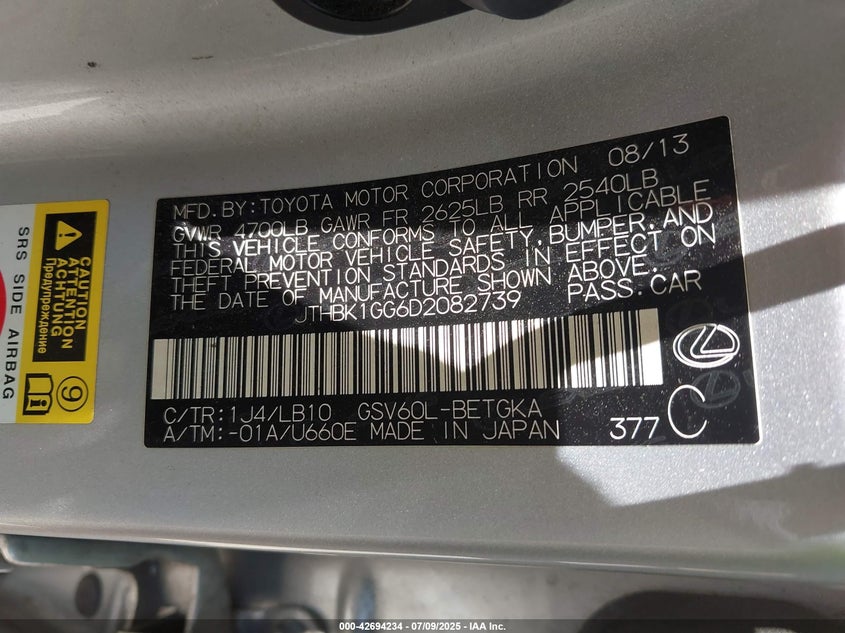 MFD.BY:TOYOTA MOTOR CORPORATION 08/13
GVWR 4700LB GAWR FR 2625LB RR 2540LB
THIS VEHICLE CONFORMS TO ALL APPLICABLE
FEDERAL MOTOR VEHICLE SAFETY,BUMPER,AND
THEFT PREVENTION STANDARDS IN EFFECT ON
THE DATE OF MANUFACTURE SHOWN ABOVE.
JTHBK1GG6D2082739 PASS.CAR
C/TR:1J4/LB10 GSV60L-BETGKA
A/TM:-01A/U660E MADE IN JAPAN 377 C
SRS SIDE AIRBAG
CAUTION
ATTENTION
ACHTUNG
Предупреждение
9
000-42694234 - 07/09/2025 - IAA Inc.